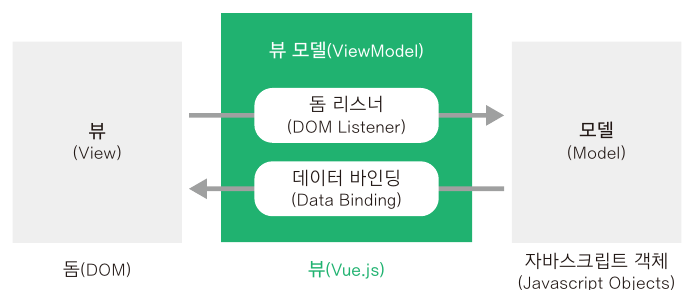 뷰 모델(ViewModel)
뷰
(View)
돔 리스너
(DOM Listener)
데이터 바인딩
(Data Binding)
모델
(Model)
돔(DOM)
뷰(Vue.js)
자바스크립트 객체
(Javascript Objects)